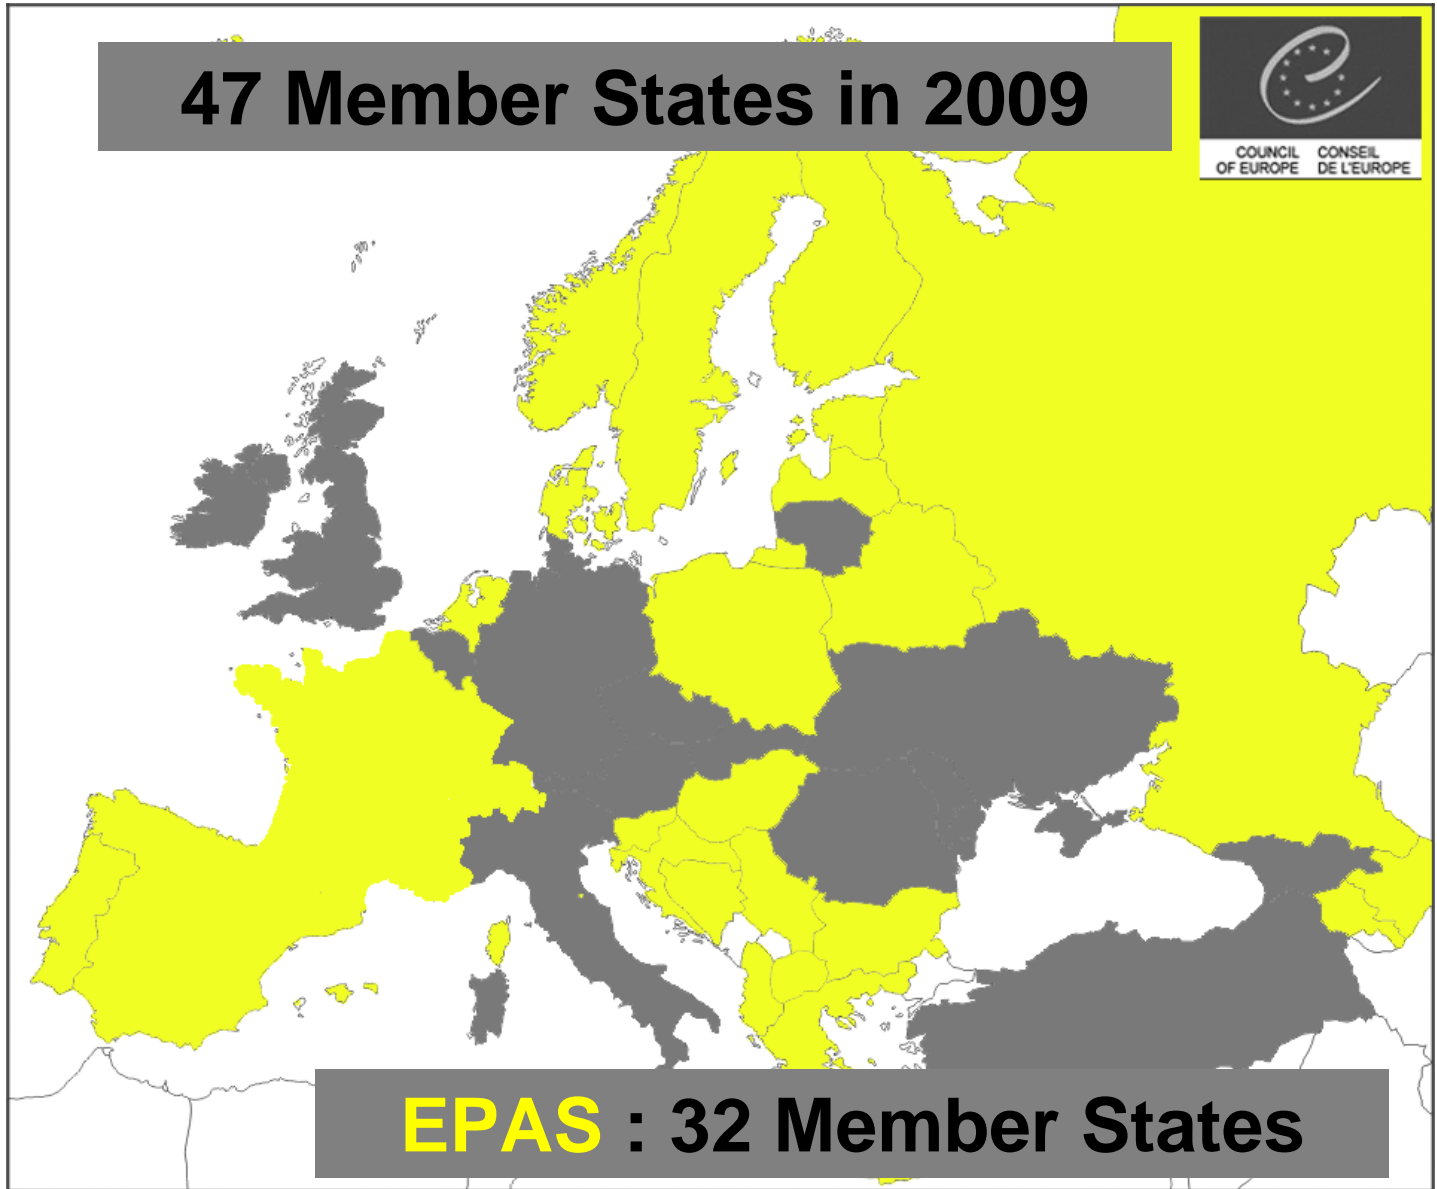 47 Member States in 2009
COUNCIL CONSEIL
OF EUROPE DE L'EUROPE
EPAS : 32 Member States